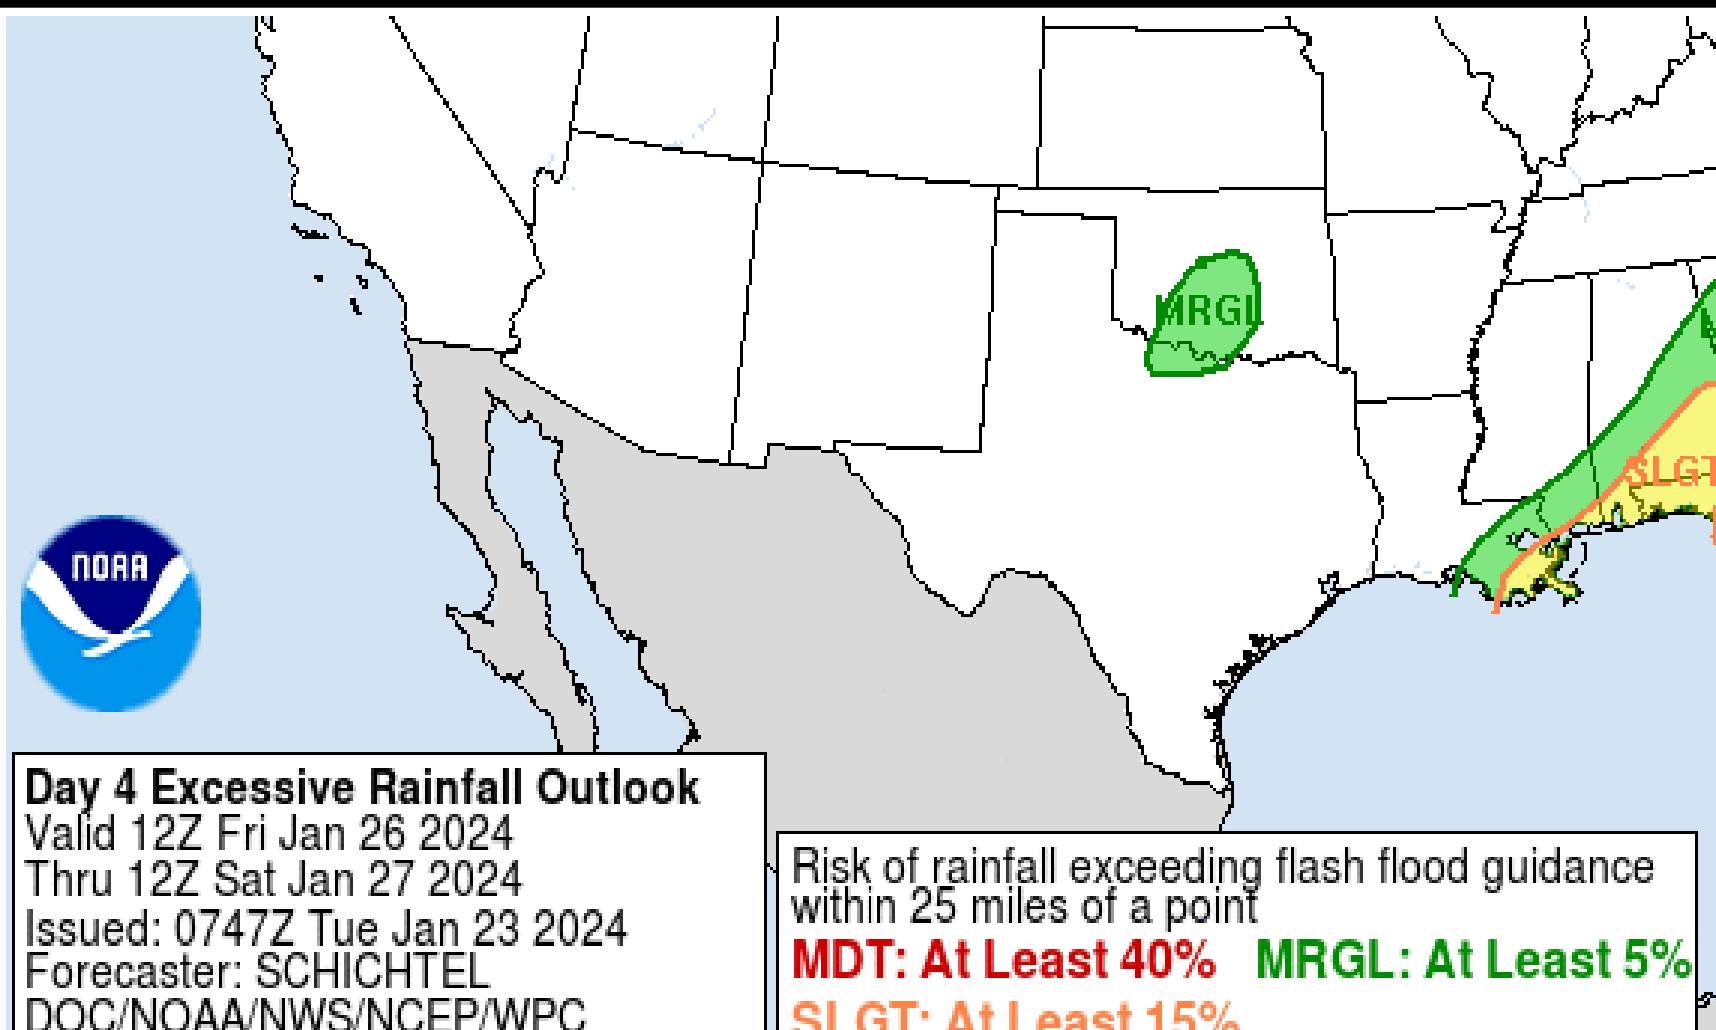 MRGL
SLGT
NOAA
Day 4 Excessive Rainfall Outlook
Valid 12Z Fri Jan 26 2024
Thru 12Z Sat Jan 27 2024
Issued: 0747Z Tue Jan 23 2024
Forecaster: SCHICHTEL
DOC/NOAA/NWS/NCEP/WPC
Risk of rainfall exceeding flash flood guidance
within 25 miles of a point
MDT: At Least 40% MRGL: At Least 5%
SLGT: At Least 15%